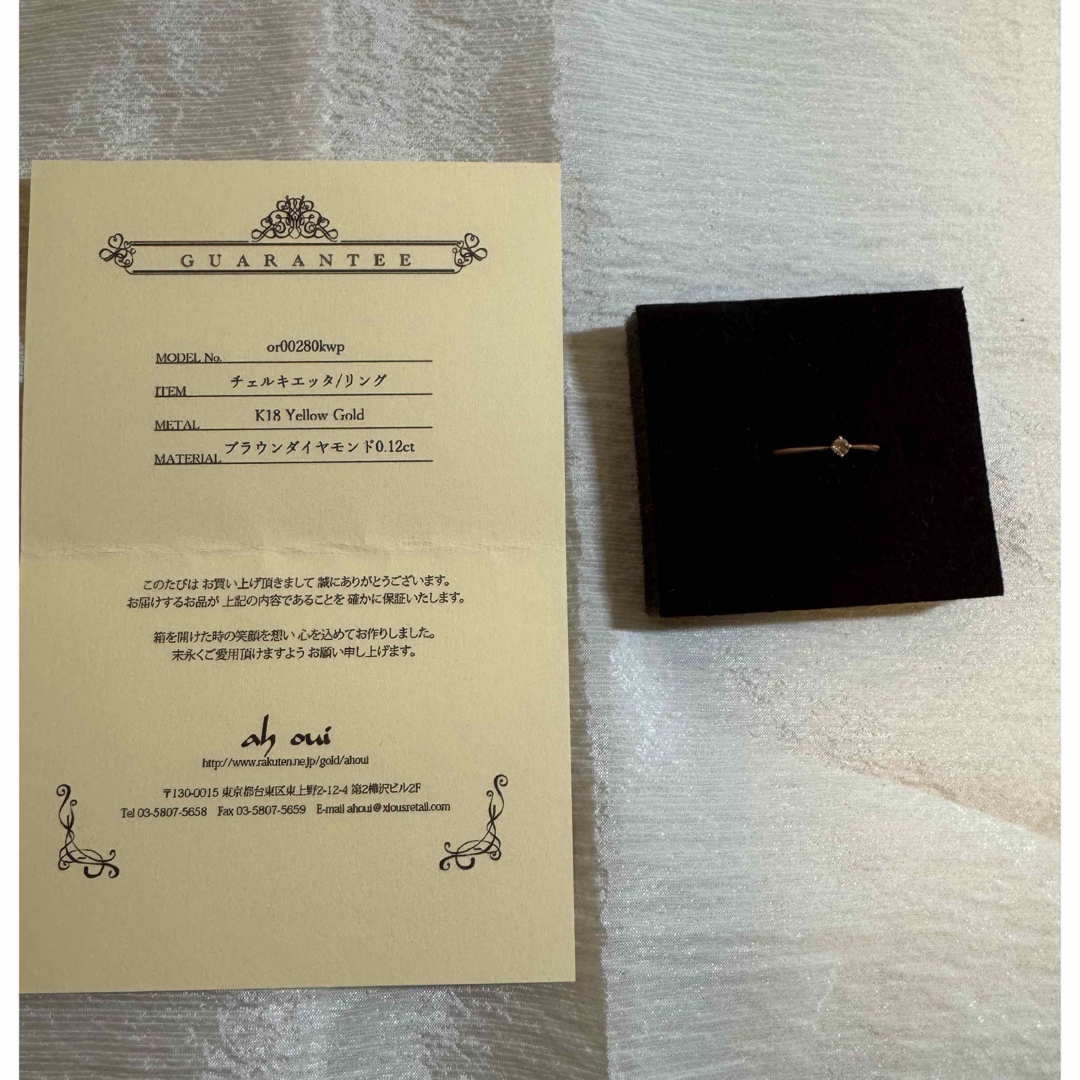 GUARANTEE
MODEL No. or00280kwp
ITEM チェルキエッタ/リング
METAL K18 Yellow Gold
MATERIAL ブラウンダイヤモンド0.12ct
このたびは お買い上げ頂きまして 誠にありがとうございます。
お届けするお品が 上記の内容であることを 確かに保証いたします。
箱を開けた時の笑顔を想い 心を込めてお作りしました。
末永くご愛用頂けますよう お願い申し上げます。
ah oui
http://www.rakuten.ne.jp/gold/ahoui
〒130-0015 東京都台東区東上野2-12-4 第2樺沢ビル2F
Tel 03-5807-5658 Fax 03-5807-5659 E-mail ahoui@xiousretail.com